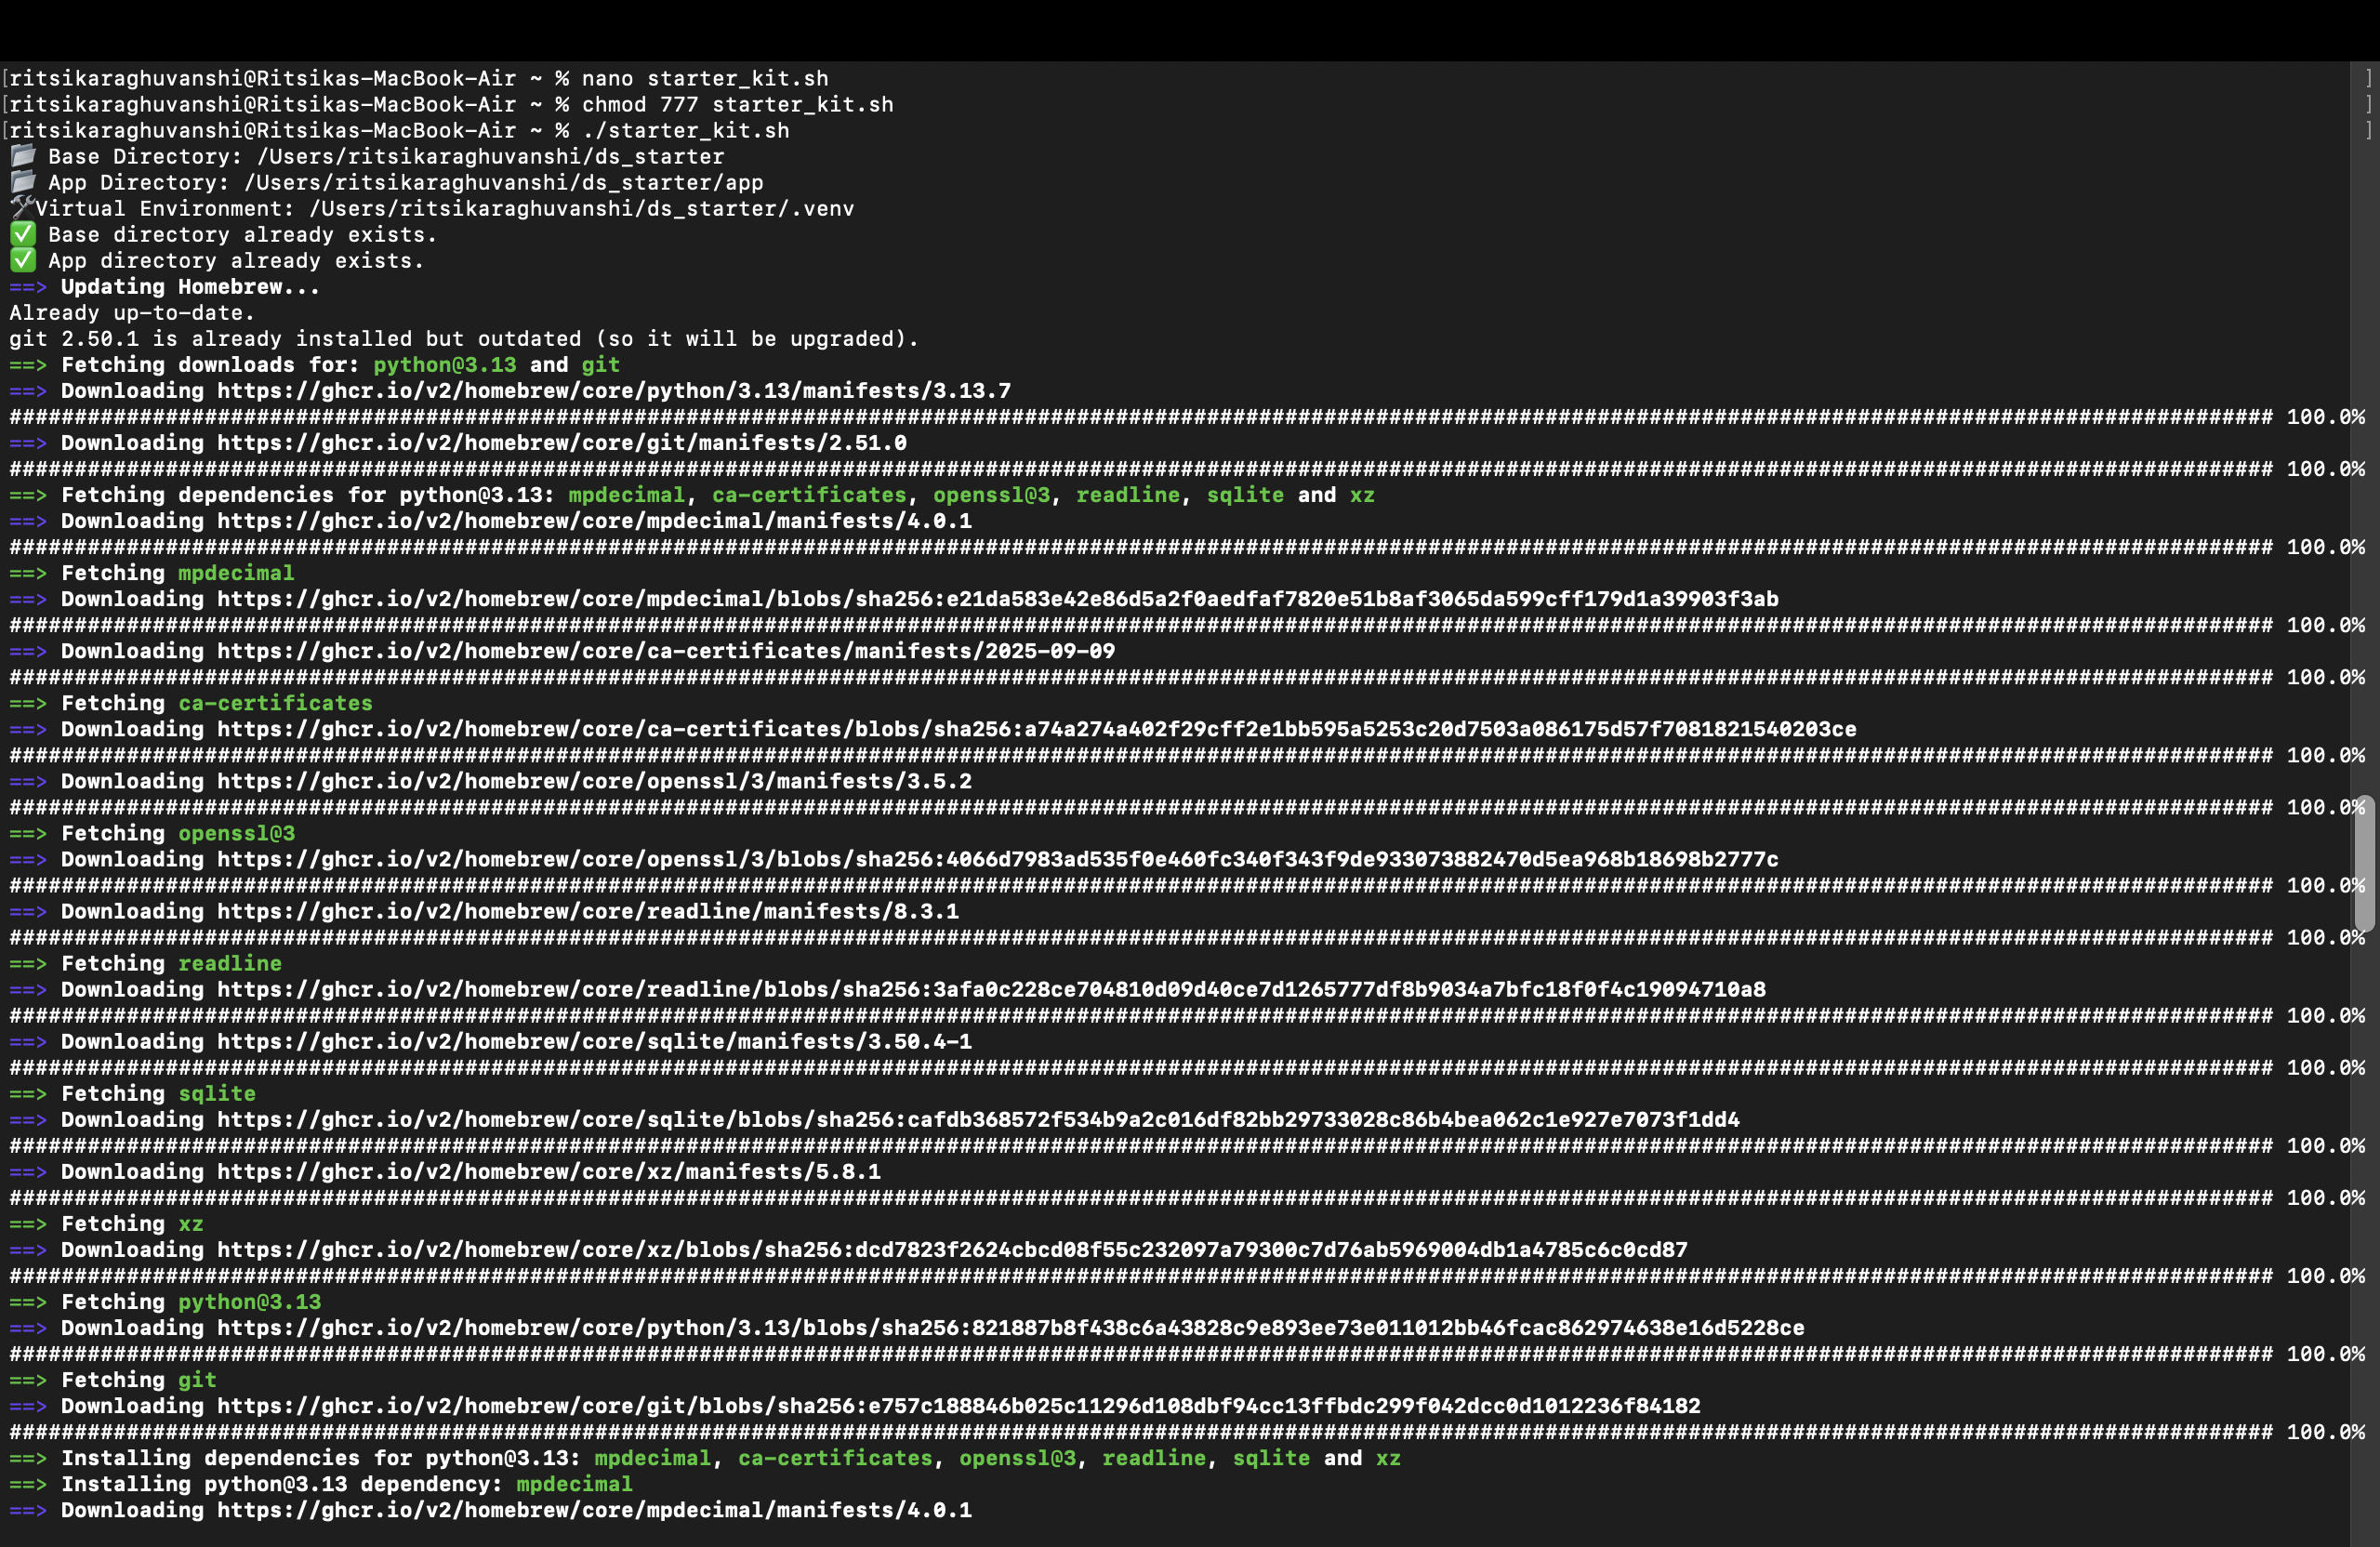 [ritsikaraghuvanshi@Ritsikas-MacBook-Air ~ % nano starter_kit.sh ]
[ritsikaraghuvanshi@Ritsikas-MacBook-Air ~ % chmod 777 starter_kit.sh ]
[ritsikaraghuvanshi@Ritsikas-MacBook-Air ~ % ./starter_kit.sh ]
📂 Base Directory: /Users/ritsikaraghuvanshi/ds_starter
📂 App Directory: /Users/ritsikaraghuvanshi/ds_starter/app
🛠Virtual Environment: /Users/ritsikaraghuvanshi/ds_starter/.venv
✅ Base directory already exists.
✅ App directory already exists.
==> Updating Homebrew...
Already up-to-date.
git 2.50.1 is already installed but outdated (so it will be upgraded).
==> Fetching downloads for: python@3.13 and git
==> Downloading https://ghcr.io/v2/homebrew/core/python/3.13/manifests/3.13.7
######################################################################## 100.0%
==> Downloading https://ghcr.io/v2/homebrew/core/git/manifests/2.51.0
######################################################################## 100.0%
==> Fetching dependencies for python@3.13: mpdecimal, ca-certificates, openssl@3, readline, sqlite and xz
==> Downloading https://ghcr.io/v2/homebrew/core/mpdecimal/manifests/4.0.1
######################################################################## 100.0%
==> Fetching mpdecimal
==> Downloading https://ghcr.io/v2/homebrew/core/mpdecimal/blobs/sha256:e21da583e42e86d5a2f0aedfaf7820e51b8af3065da599cff179d1a39903f3ab
######################################################################## 100.0%
==> Downloading https://ghcr.io/v2/homebrew/core/ca-certificates/manifests/2025-09-09
######################################################################## 100.0%
==> Fetching ca-certificates
==> Downloading https://ghcr.io/v2/homebrew/core/ca-certificates/blobs/sha256:a74a274a402f29cff2e1bb595a5253c20d7503a086175d57f7081821540203ce
######################################################################## 100.0%
==> Downloading https://ghcr.io/v2/homebrew/core/openssl/3/manifests/3.5.2
######################################################################## 100.0%
==> Fetching openssl@3
==> Downloading https://ghcr.io/v2/homebrew/core/openssl/3/blobs/sha256:4066d7983ad535f0e460fc340f343f9de933073882470d5ea968b18698b2777c
######################################################################## 100.0%
==> Downloading https://ghcr.io/v2/homebrew/core/readline/manifests/8.3.1
######################################################################## 100.0%
==> Fetching readline
==> Downloading https://ghcr.io/v2/homebrew/core/readline/blobs/sha256:3afa0c228ce704810d09d40ce7d1265777df8b9034a7bfc18f0f4c19094710a8
######################################################################## 100.0%
==> Downloading https://ghcr.io/v2/homebrew/core/sqlite/manifests/3.50.4-1
######################################################################## 100.0%
==> Fetching sqlite
==> Downloading https://ghcr.io/v2/homebrew/core/sqlite/blobs/sha256:cafdb368572f534b9a2c016df82bb29733028c86b4bea062c1e927e7073f1dd4
######################################################################## 100.0%
==> Downloading https://ghcr.io/v2/homebrew/core/xz/manifests/5.8.1
######################################################################## 100.0%
==> Fetching xz
==> Downloading https://ghcr.io/v2/homebrew/core/xz/blobs/sha256:dcd7823f2624cbcd08f55c232097a79300c7d76ab5969004db1a4785c6c0cd87
######################################################################## 100.0%
==> Fetching python@3.13
==> Downloading https://ghcr.io/v2/homebrew/core/python/3.13/blobs/sha256:821887b8f438c6a43828c9e893ee73e011012bb46fcac862974638e16d5228ce
######################################################################## 100.0%
==> Fetching git
==> Downloading https://ghcr.io/v2/homebrew/core/git/blobs/sha256:e757c188846b025c11296d108dbf94cc13ffbdc299f042dcc0d1012236f84182
######################################################################## 100.0%
==> Installing dependencies for python@3.13: mpdecimal, ca-certificates, openssl@3, readline, sqlite and xz
==> Installing python@3.13 dependency: mpdecimal
==> Downloading https://ghcr.io/v2/homebrew/core/mpdecimal/manifests/4.0.1